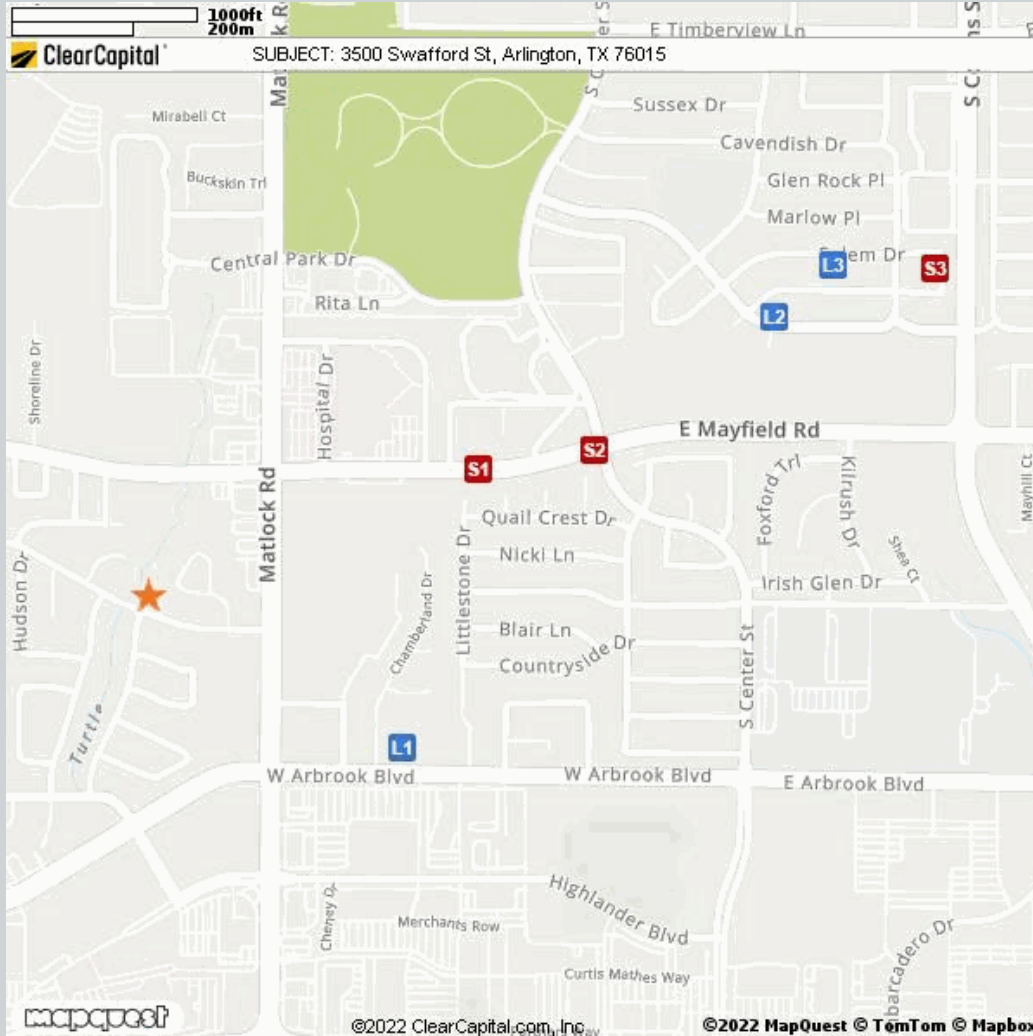 1000ft
200m
E Timberview Ln
ClearCapital
SUBJECT: 3500 Swafford St, Arlington, TX 76015
Sussex Dr
Mirabell Ct
Cavendish Dr
Buckskin Trl
Glen Rock Pl
Marlow Pl
Central Park Dr
L3
S3
Rita Ln
L2
Shoreline Dr
Hospital Dr
E Mayfield Rd
S2
S1
Matlock Rd
Foxford Trl
Kilrush Dr
Mayhill Ct
Quail Crest Dr
Nicki Ln
Shea Ct
Hudson Dr
Chamberland Dr
Littlestone Dr
Irish Glen Dr
Blair Ln
Countryside Dr
S Center St
Turtle
L1
W Arbrook Blvd
W Arbrook Blvd
E Arbrook Blvd
Highlander Blvd
Cheney Dr
Merchants Row
Curtis Mathes Way
mapquest
©2022 ClearCapital.com, Inc.
©2022 MapQuest © TomTom © Mapbo